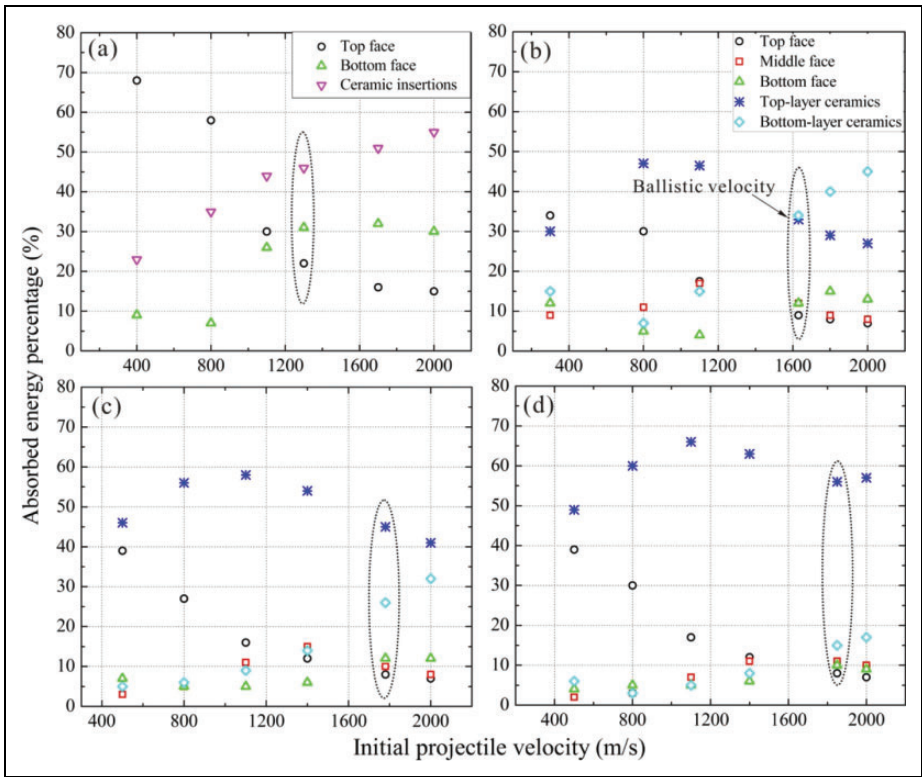 (a)
Top face
Bottom face
Ceramic insertions
80
70
60
50
40
30
20
10
0
400 800 1200 1600 2000
(b)
Top face
Middle face
Bottom face
Top-layer ceramics
Bottom-layer ceramics
Ballistic velocity
80
70
60
50
40
30
20
10
0
400 800 1200 1600 2000
Absorbed energy percentage (%)
(c)
80
60
40
20
0
400 800 1200 1600 2000
(d)
80
70
60
50
40
30
20
10
0
400 800 1200 1600 2000
Initial projectile velocity (m/s)